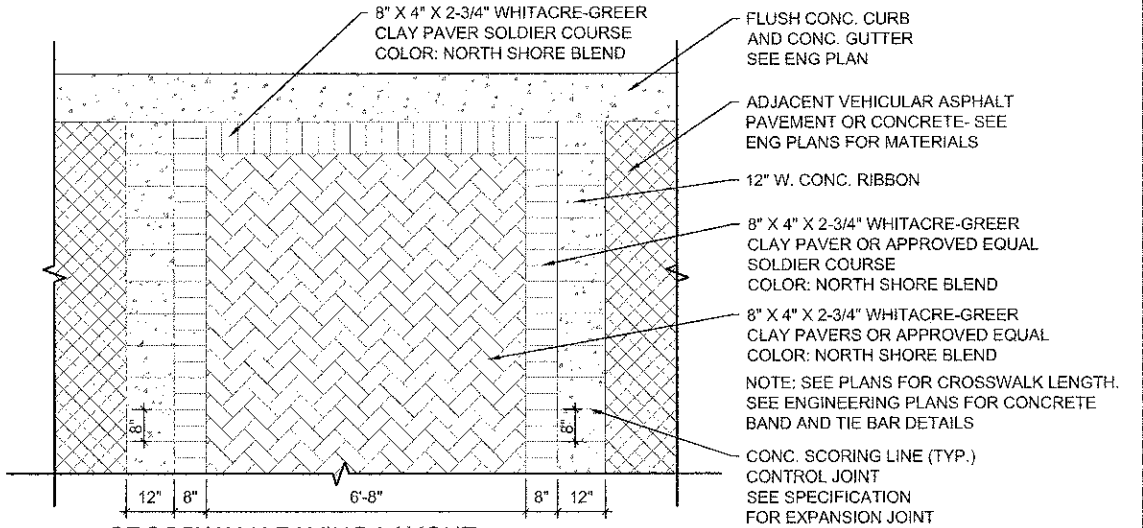 8" X 4" X 2-3/4" WHITACRE-GREER
CLAY PAVER SOLDIER COURSE
COLOR: NORTH SHORE BLEND
FLUSH CONC. CURB
AND CONC. GUTTER
SEE ENG PLAN
ADJACENT VEHICULAR ASPHALT
PAVEMENT OR CONCRETE- SEE
ENG PLANS FOR MATERIALS
12" W. CONC. RIBBON
8" X 4" X 2-3/4" WHITACRE-GREER
CLAY PAVER OR APPROVED EQUAL
SOLDIER COURSE
COLOR: NORTH SHORE BLEND
8" X 4" X 2-3/4" WHITACRE-GREER
CLAY PAVERS OR APPROVED EQUAL
COLOR: NORTH SHORE BLEND
NOTE: SEE PLANS FOR CROSSWALK LENGTH.
SEE ENGINEERING PLANS FOR CONCRETE
BAND AND TIE BAR DETAILS
CONC. SCORING LINE (TYP.)
CONTROL JOINT
SEE SPECIFICATION
FOR EXPANSION JOINT
8"
8"
12" 8" 6'-8" 8" 12"